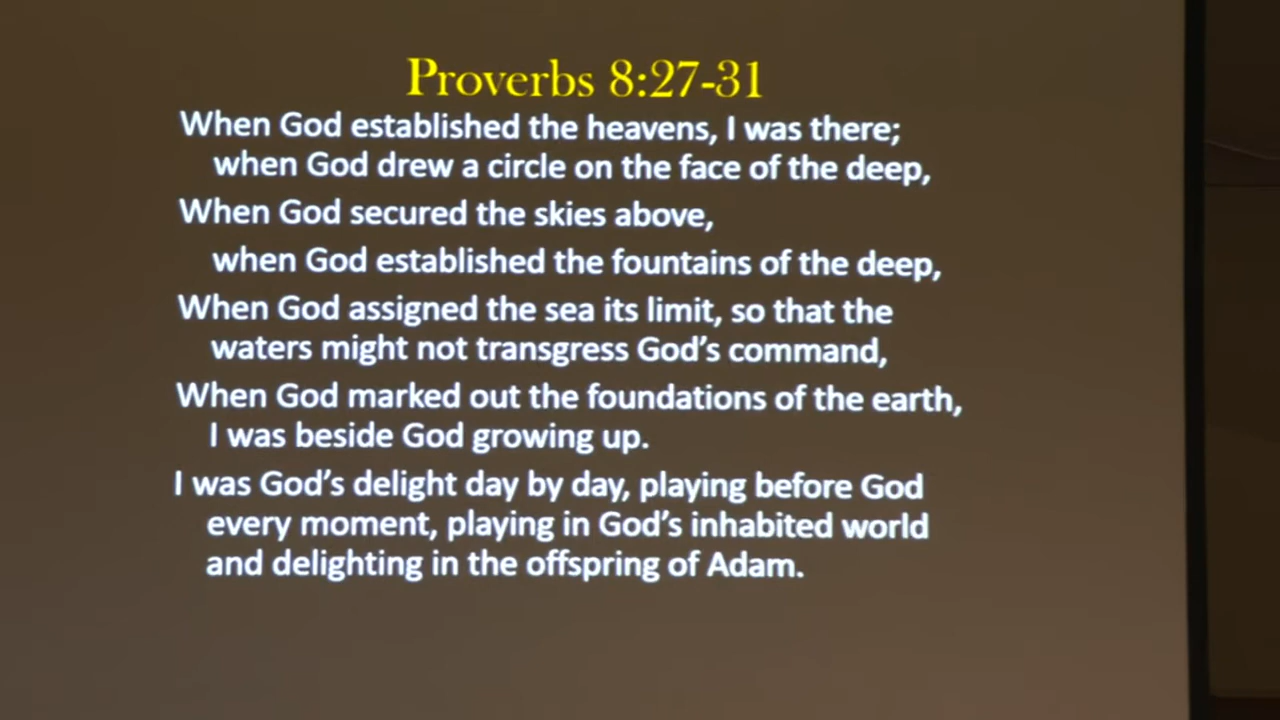 Proverbs 8:27-31
When God established the heavens, I was there;
when God drew a circle on the face of the deep,
When God secured the skies above,
when God established the fountains of the deep,
When God assigned the sea its limit, so that the
waters might not transgress God's command,
When God marked out the foundations of the earth,
I was beside God growing up.
I was God's delight day by day, playing before God
every moment, playing in God's inhabited world
and delighting in the offspring of Adam.